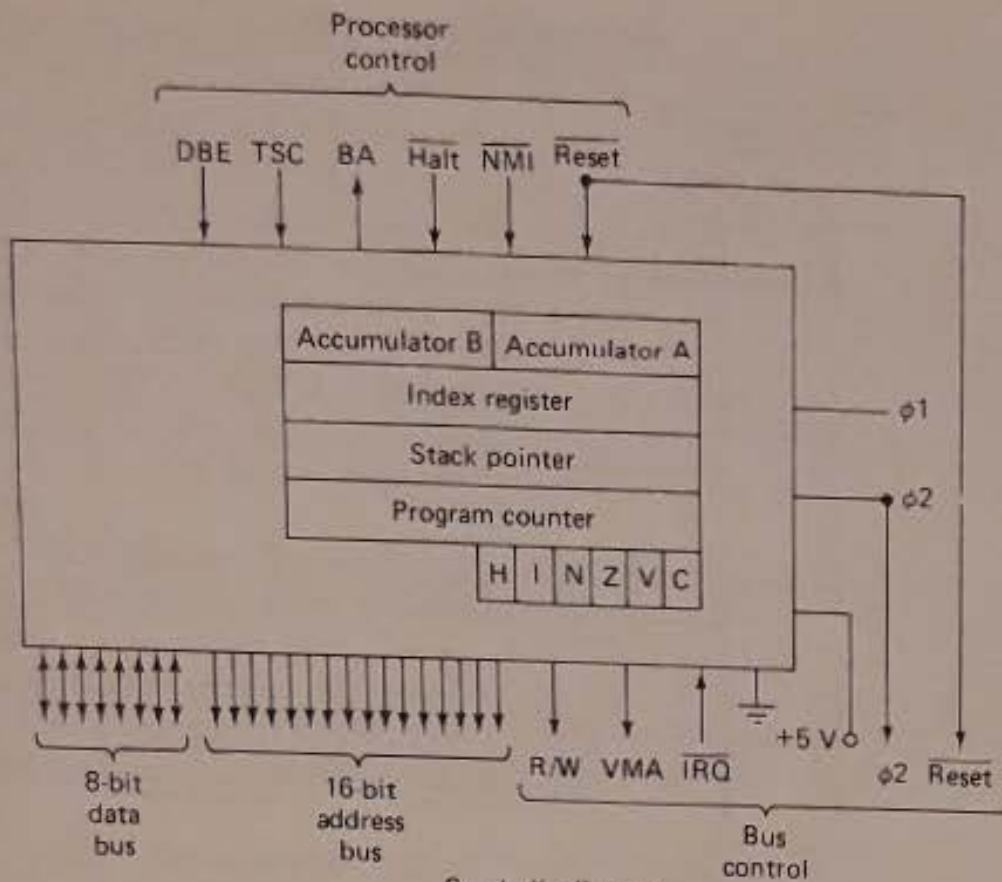 Processor
control
DBE TSC BA Halt NMI Reset
Accumulator B Accumulator A
Index register
ϕ1
Stack pointer
ϕ2
Program counter
H I N Z V C
+5 V
R/W VMA IRQ ϕ2 Reset
8-bit
data
bus
16-bit
address
bus
Bus
control